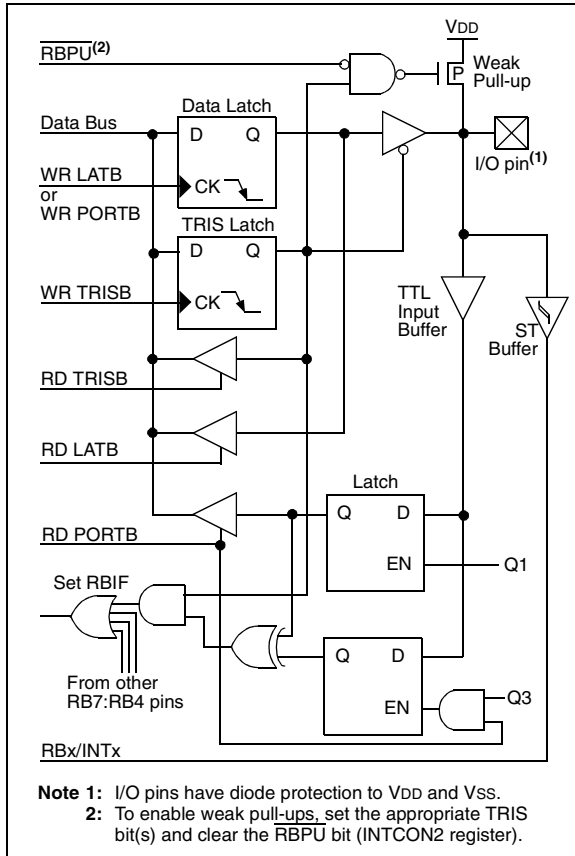 VDD
RBPU(2)
Weak
Pull-up
P
Data Latch
Data Bus
D Q
I/O pin(1)
WR LATB
or
WR PORTB
CK
TRIS Latch
D Q
WR TRISB
CK
TTL
Input
Buffer
ST
Buffer
RD TRISB
RD LATB
Latch
Q D
RD PORTB
EN
Q1
Set RBIF
Q D
From other
RB7:RB4 pins
EN
Q3
RBx/INTx
Note 1: I/O pins have diode protection to VDD and VSS.
2: To enable weak pull-ups, set the appropriate TRIS
bit(s) and clear the RBPU bit (INTCON2 register).